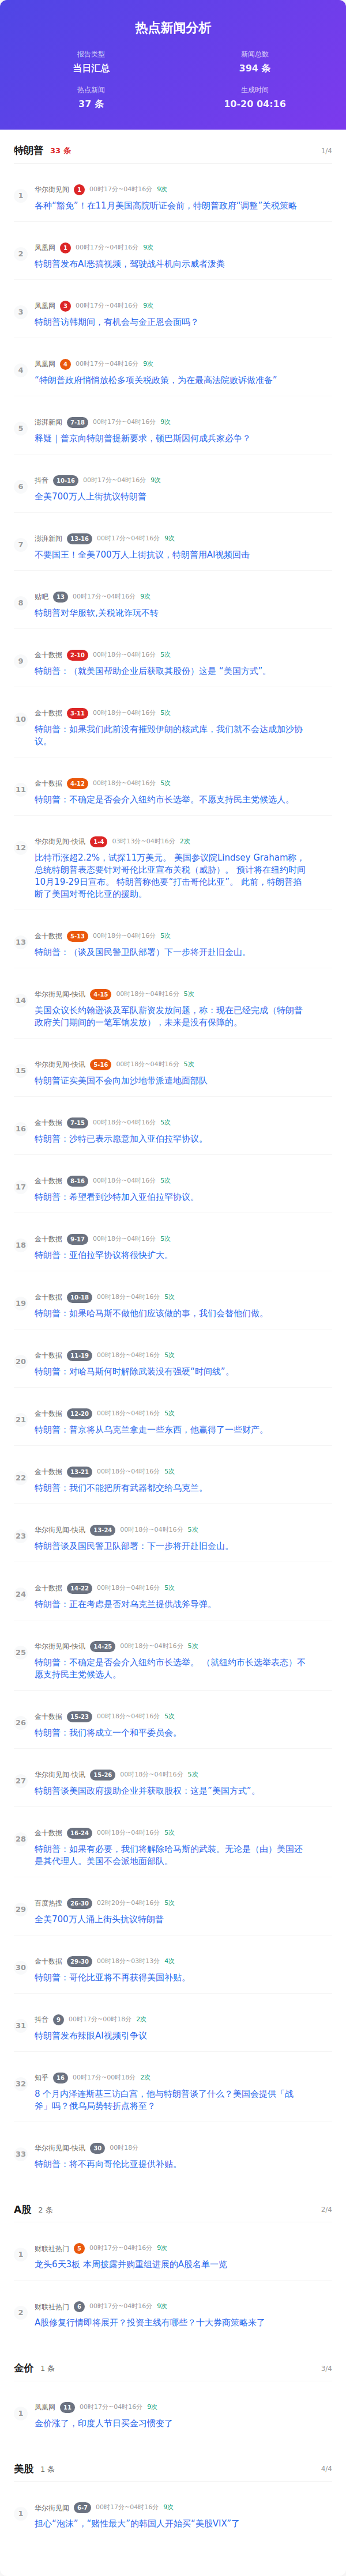 热点新闻分析
报告类型
新闻总数
当日汇总
394 条
热点新闻
生成时间
37 条
10-20 04:16
特朗普 33 条 1/4
1 华尔街见闻 1 00时17分~04时16分 9次
各种“豁免”！在11月美国高院听证会前，特朗普政府“调整”关税策略
2 凤凰网 1 00时17分~04时16分 9次
特朗普发布AI恶搞视频，驾驶战斗机向示威者泼粪
3 凤凰网 3 00时17分~04时16分 9次
特朗普访韩期间，有机会与金正恩会面吗？
4 凤凰网 4 00时17分~04时16分 9次
“特朗普政府悄悄放松多项关税政策，为在最高法院败诉做准备”
5 澎湃新闻 7-18 00时17分~04时16分 9次
释疑｜普京向特朗普提新要求，顿巴斯因何成兵家必争？
6 抖音 10-16 00时17分~04时16分 9次
全美700万人上街抗议特朗普
7 澎湃新闻 13-16 00时17分~04时16分 9次
不要国王！全美700万人上街抗议，特朗普用AI视频回击
8 贴吧 13 00时17分~04时16分 9次
特朗普对华服软,关税讹诈玩不转
9 金十数据 2-10 00时18分~04时16分 5次
特朗普：（就美国帮助企业后获取其股份）这是 “美国方式”。
10 金十数据 3-11 00时18分~04时16分 5次
特朗普：如果我们此前没有摧毁伊朗的核武库，我们就不会达成加沙协
议。
11 金十数据 4-12 00时18分~04时16分 5次
特朗普：不确定是否会介入纽约市长选举。不愿支持民主党候选人。
12 华尔街见闻-快讯 1-4 03时13分~04时16分 2次
比特币涨超2.2%，试探11万美元。 美国参议员Lindsey Graham称，
总统特朗普表态要针对哥伦比亚宣布关税（威胁）。 预计将在纽约时间
10月19-29日宣布。 特朗普称他要“打击哥伦比亚”。 此前，特朗普掐
断了美国对哥伦比亚的援助。
13 金十数据 5-13 00时18分~04时16分 5次
特朗普：（谈及国民警卫队部署）下一步将开赴旧金山。
14 华尔街见闻-快讯 4-15 00时18分~04时16分 5次
美国众议长约翰逊谈及军队薪资发放问题，称：现在已经完成（特朗普
政府关门期间的一笔军饷发放），未来是没有保障的。
15 华尔街见闻-快讯 5-16 00时18分~04时16分 5次
特朗普证实美国不会向加沙地带派遣地面部队
16 金十数据 7-15 00时18分~04时16分 5次
特朗普：沙特已表示愿意加入亚伯拉罕协议。
17 金十数据 8-16 00时18分~04时16分 5次
特朗普：希望看到沙特加入亚伯拉罕协议。
18 金十数据 9-17 00时18分~04时16分 5次
特朗普：亚伯拉罕协议将很快扩大。
19 金十数据 10-18 00时18分~04时16分 5次
特朗普：如果哈马斯不做他们应该做的事，我们会替他们做。
20 金十数据 11-19 00时18分~04时16分 5次
特朗普：对哈马斯何时解除武装没有强硬“时间线”。
21 金十数据 12-20 00时18分~04时16分 5次
特朗普：普京将从乌克兰拿走一些东西，他赢得了一些财产。
22 金十数据 13-21 00时18分~04时16分 5次
特朗普：我们不能把所有武器都交给乌克兰。
23 华尔街见闻-快讯 13-24 00时18分~04时16分 5次
特朗普谈及国民警卫队部署：下一步将开赴旧金山。
24 金十数据 14-22 00时18分~04时16分 5次
特朗普：正在考虑是否对乌克兰提供战斧导弹。
25 华尔街见闻-快讯 14-25 00时18分~04时16分 5次
特朗普：不确定是否会介入纽约市长选举。 （就纽约市长选举表态）不
愿支持民主党候选人。
26 金十数据 15-23 00时18分~04时16分 5次
特朗普：我们将成立一个和平委员会。
27 华尔街见闻-快讯 15-26 00时18分~04时16分 5次
特朗普谈美国政府援助企业并获取股权：这是“美国方式”。
28 金十数据 16-24 00时18分~04时16分 5次
特朗普：如果有必要，我们将解除哈马斯的武装。无论是（由）美国还
是其代理人。美国不会派地面部队。
29 百度热搜 26-30 02时20分~04时16分 5次
全美700万人涌上街头抗议特朗普
30 金十数据 29-30 00时18分~03时13分 4次
特朗普：哥伦比亚将不再获得美国补贴。
31 抖音 9 00时17分~00时18分 2次
特朗普发布辣眼AI视频引争议
32 知乎 16 00时17分~00时18分 2次
8 个月内泽连斯基三访白宫，他与特朗普谈了什么？美国会提供「战
斧」吗？俄乌局势转折点将至？
33 华尔街见闻-快讯 30 00时18分
特朗普：将不再向哥伦比亚提供补贴。
A股 2 条 2/4
1 财联社热门 5 00时17分~04时16分 9次
龙头6天3板 本周披露并购重组进展的A股名单一览
2 财联社热门 6 00时17分~04时16分 9次
A股修复行情即将展开？投资主线有哪些？十大券商策略来了
金价 1 条 3/4
1 凤凰网 11 00时17分~04时16分 9次
金价涨了，印度人节日买金习惯变了
美股 1 条 4/4
1 华尔街见闻 6-7 00时17分~04时16分 9次
担心“泡沫”，“赌性最大”的韩国人开始买“美股VIX”了